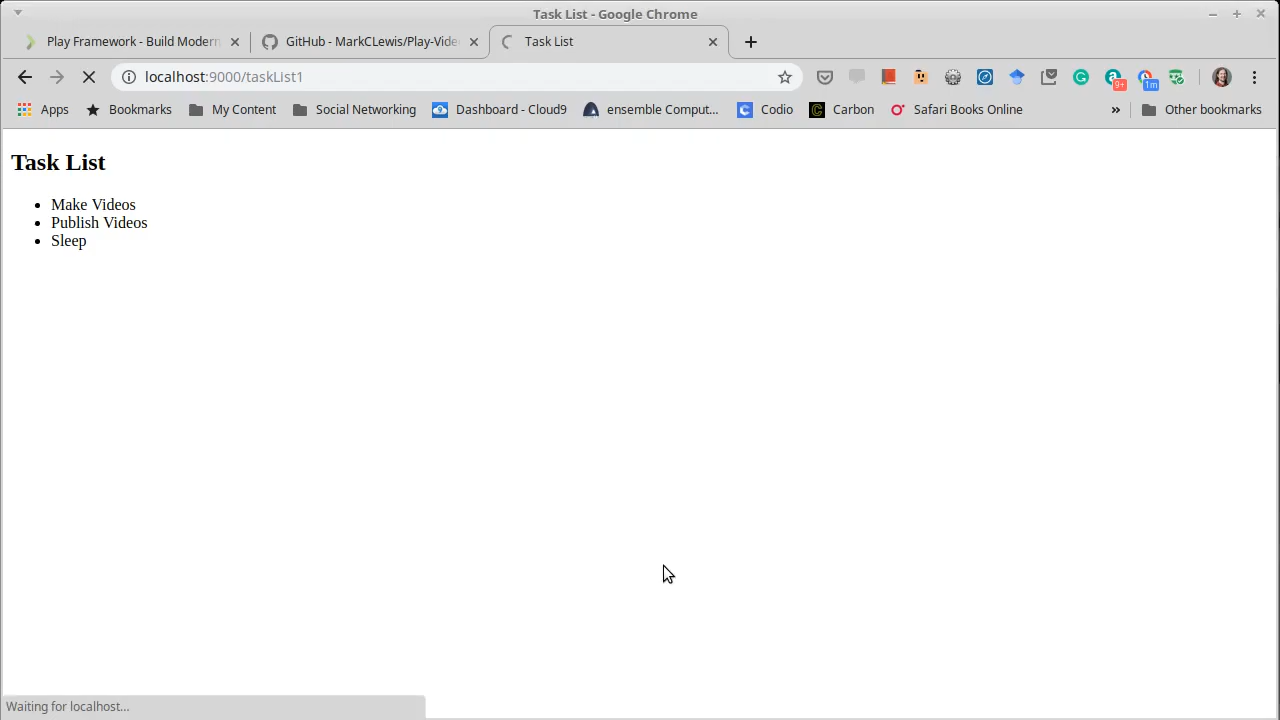 Task List - Google Chrome
Play Framework - Build Modern
GitHub - MarkCLewis/Play-Vide
Task List
localhost:9000/taskList1
9+
1m
Apps
Bookmarks
My Content
Social Networking
Dashboard - Cloud9
ensemble Comput...
Codio
Carbon
Safari Books Online
»
Other bookmarks
Task List
• Make Videos
• Publish Videos
• Sleep
Waiting for localhost...